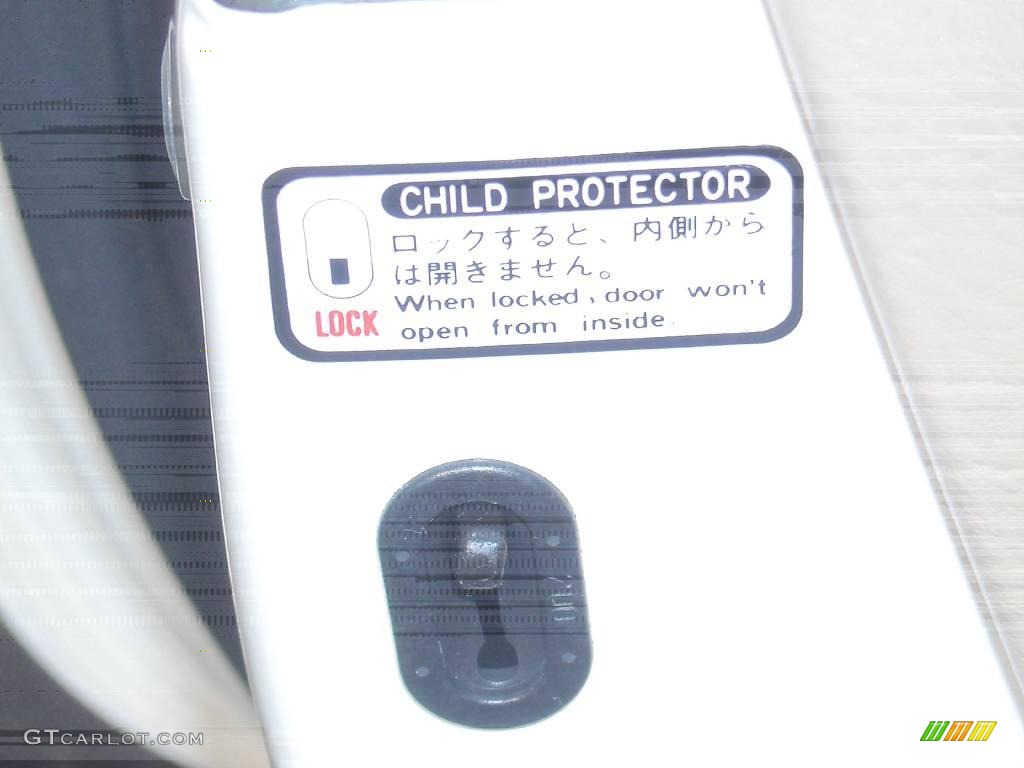 CHILD PROTECTOR
ロックすると、内側から
は開きません。
LOCK
When locked, door won't
open from inside.
GTCARLOT.COM